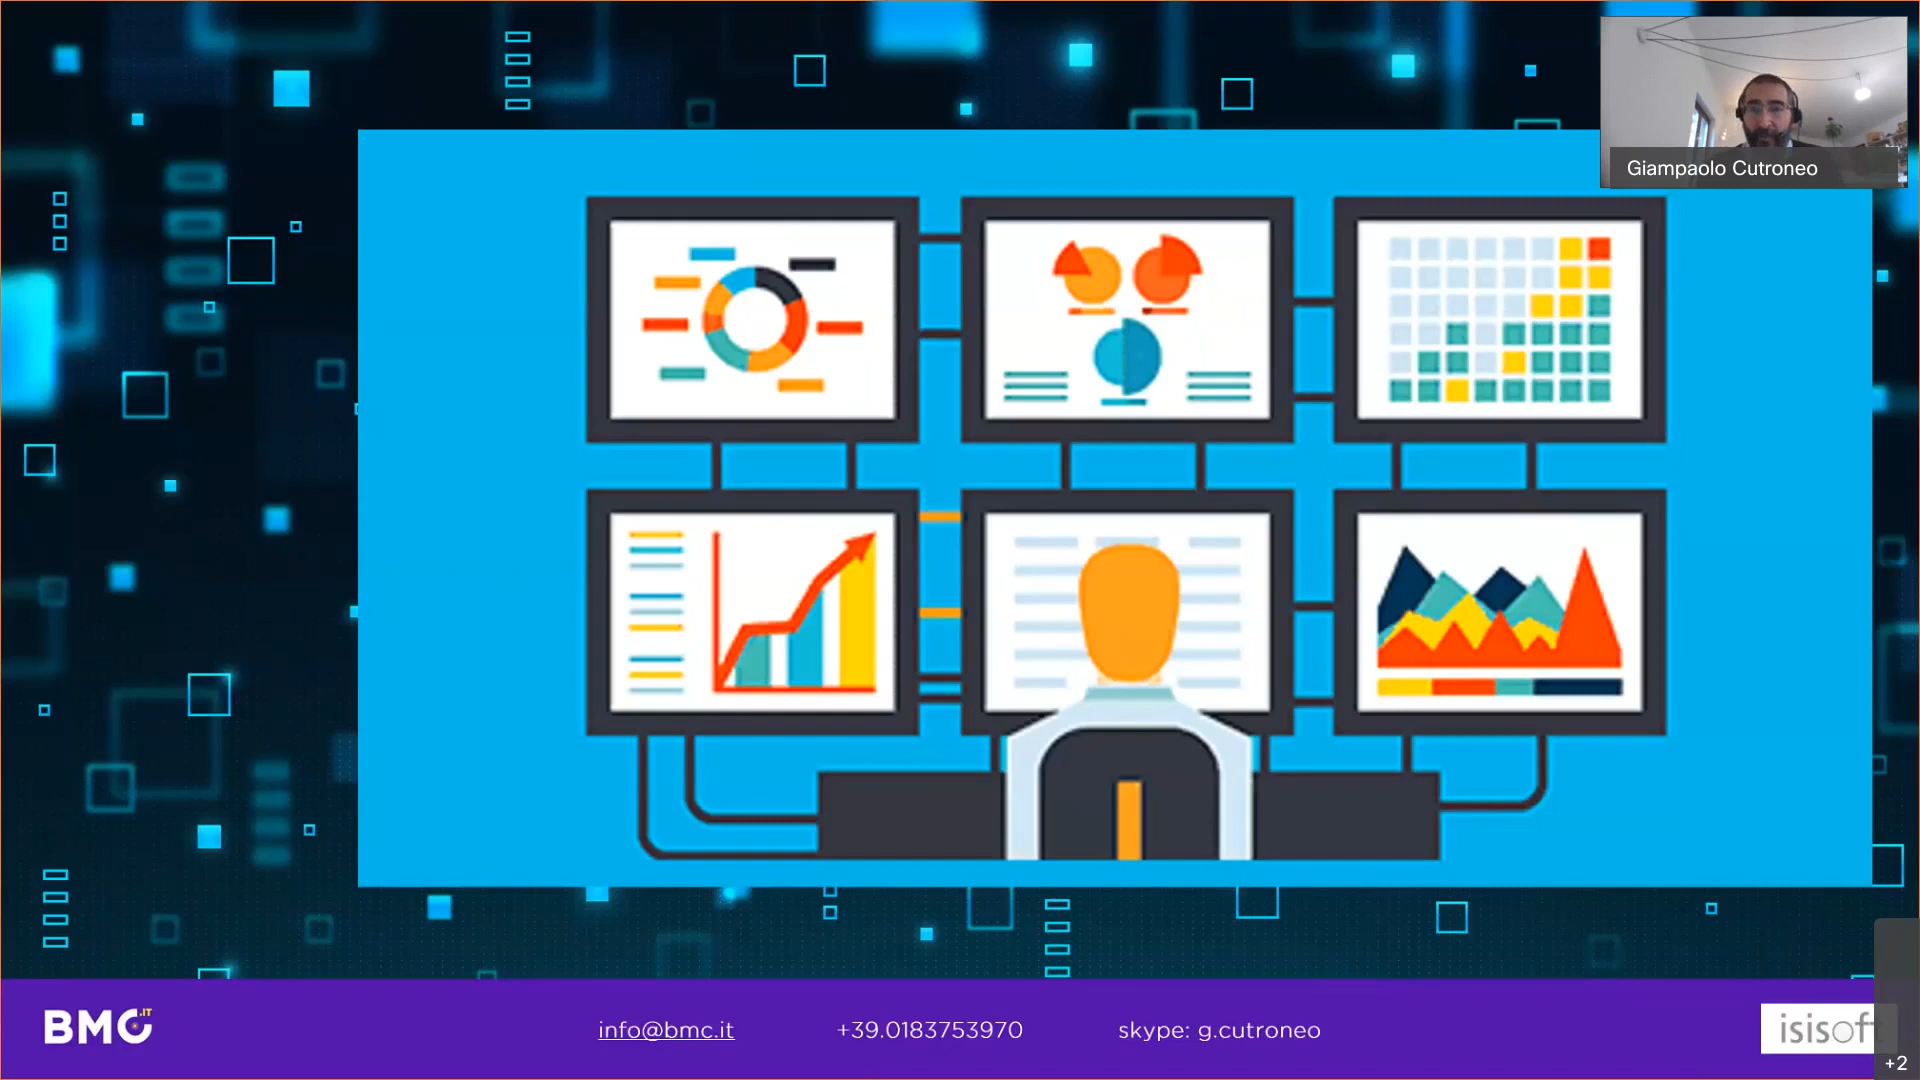 Giampaolo Cutroneo
BMC.IT
info@bmc.it
+39.0183753970
skype: g.cutroneo
isisoft
+2